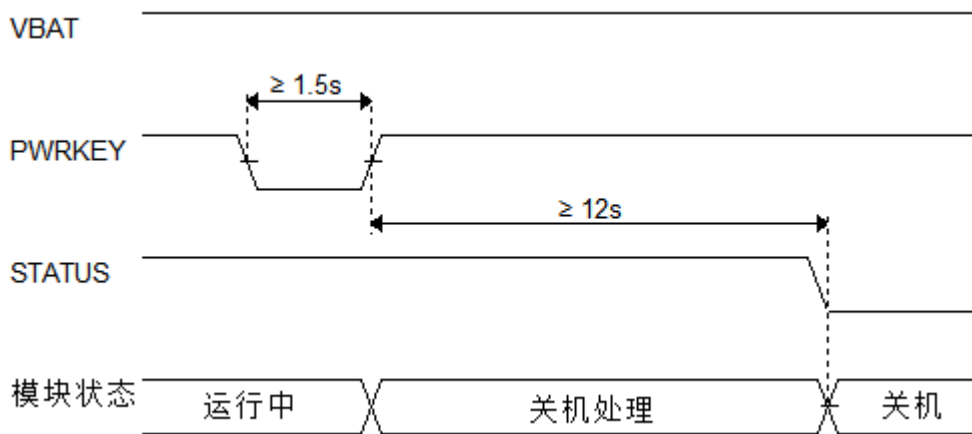 VBAT
≥ 1.5s
PWRKEY
≥ 12s
STATUS
模块状态
运行中
关机处理
关机